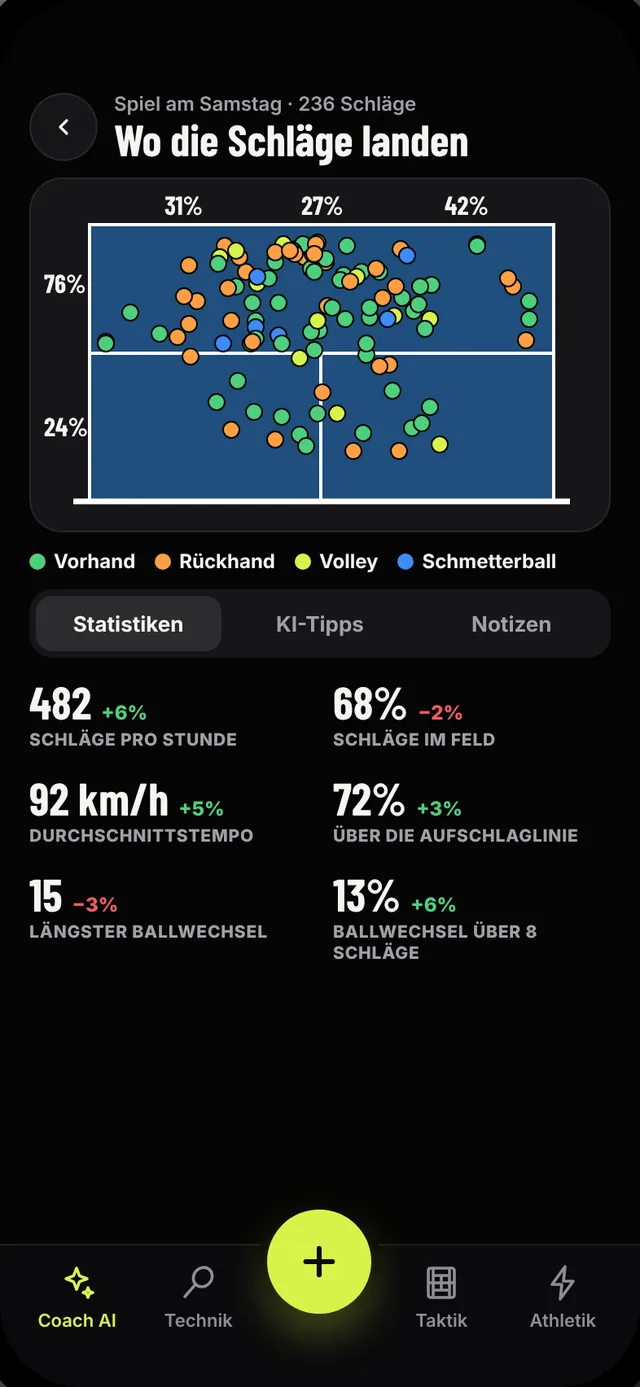 Spiel am Samstag · 236 Schläge
Wo die Schläge landen
31% 27% 42%
76%
24%
Vorhand Rückhand Volley Schmetterball
Statistiken KI-Tipps Notizen
482 +6% 68% −2%
SCHLÄGE PRO STUNDE SCHLÄGE IM FELD
92 km/h +5% 72% +3%
DURCHSCHNITTSTEMPO ÜBER DIE AUFSCHLAGLINIE
15 −3% 13% +6%
LÄNGSTER BALLWECHSEL BALLWECHSEL ÜBER 8
SCHLÄGE
Coach AI Technik Taktik Athletik